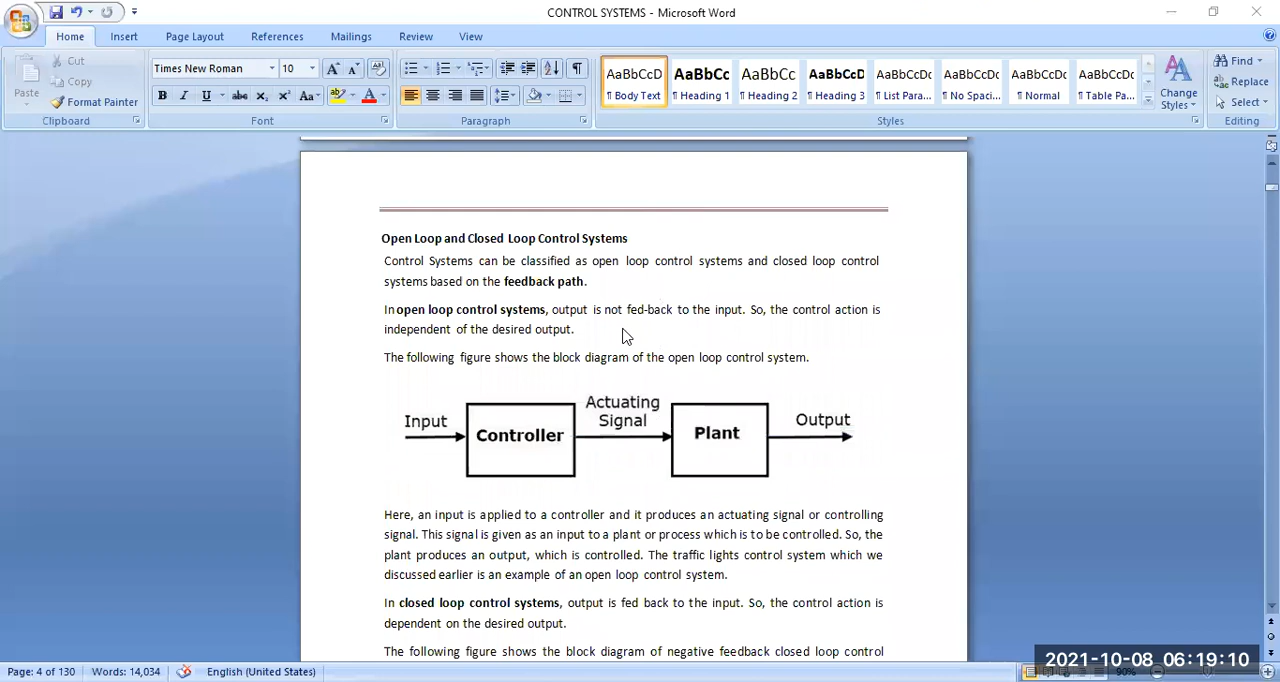 CONTROL SYSTEMS - Microsoft Word
Home Insert Page Layout References Mailings Review View
Paste
Cut
Copy
Format Painter
Clipboard
Times New Roman 10
B I U abc X₂ X² Aa A
Font
Paragraph
AaBbCcD AaBbCc AaBbCc AaBbCcD AaBbCcDc AaBbCcDc AaBbCcDc AaBbCcDc
¶ Body Text Heading 1 Heading 2 Heading 3 ¶ List Para... ¶ No Spaci... ¶ Normal ¶ Table Pa...
Change Styles
Styles
Find
Replace
Select
Editing
Open Loop and Closed Loop Control Systems
Control Systems can be classified as open loop control systems and closed loop control
systems based on the feedback path.
In open loop control systems, output is not fed-back to the input. So, the control action is
independent of the desired output.
The following figure shows the block diagram of the open loop control system.
Input
Controller
Actuating
Signal
Plant
Output
Here, an input is applied to a controller and it produces an actuating signal or controlling
signal. This signal is given as an input to a plant or process which is to be controlled. So, the
plant produces an output, which is controlled. The traffic lights control system which we
discussed earlier is an example of an open loop control system.
In closed loop control systems, output is fed back to the input. So, the control action is
dependent on the desired output.
The following figure shows the block diagram of negative feedback closed loop control
Page: 4 of 130 Words: 14,034 English (United States)
90%
2021-10-08 06:19:10